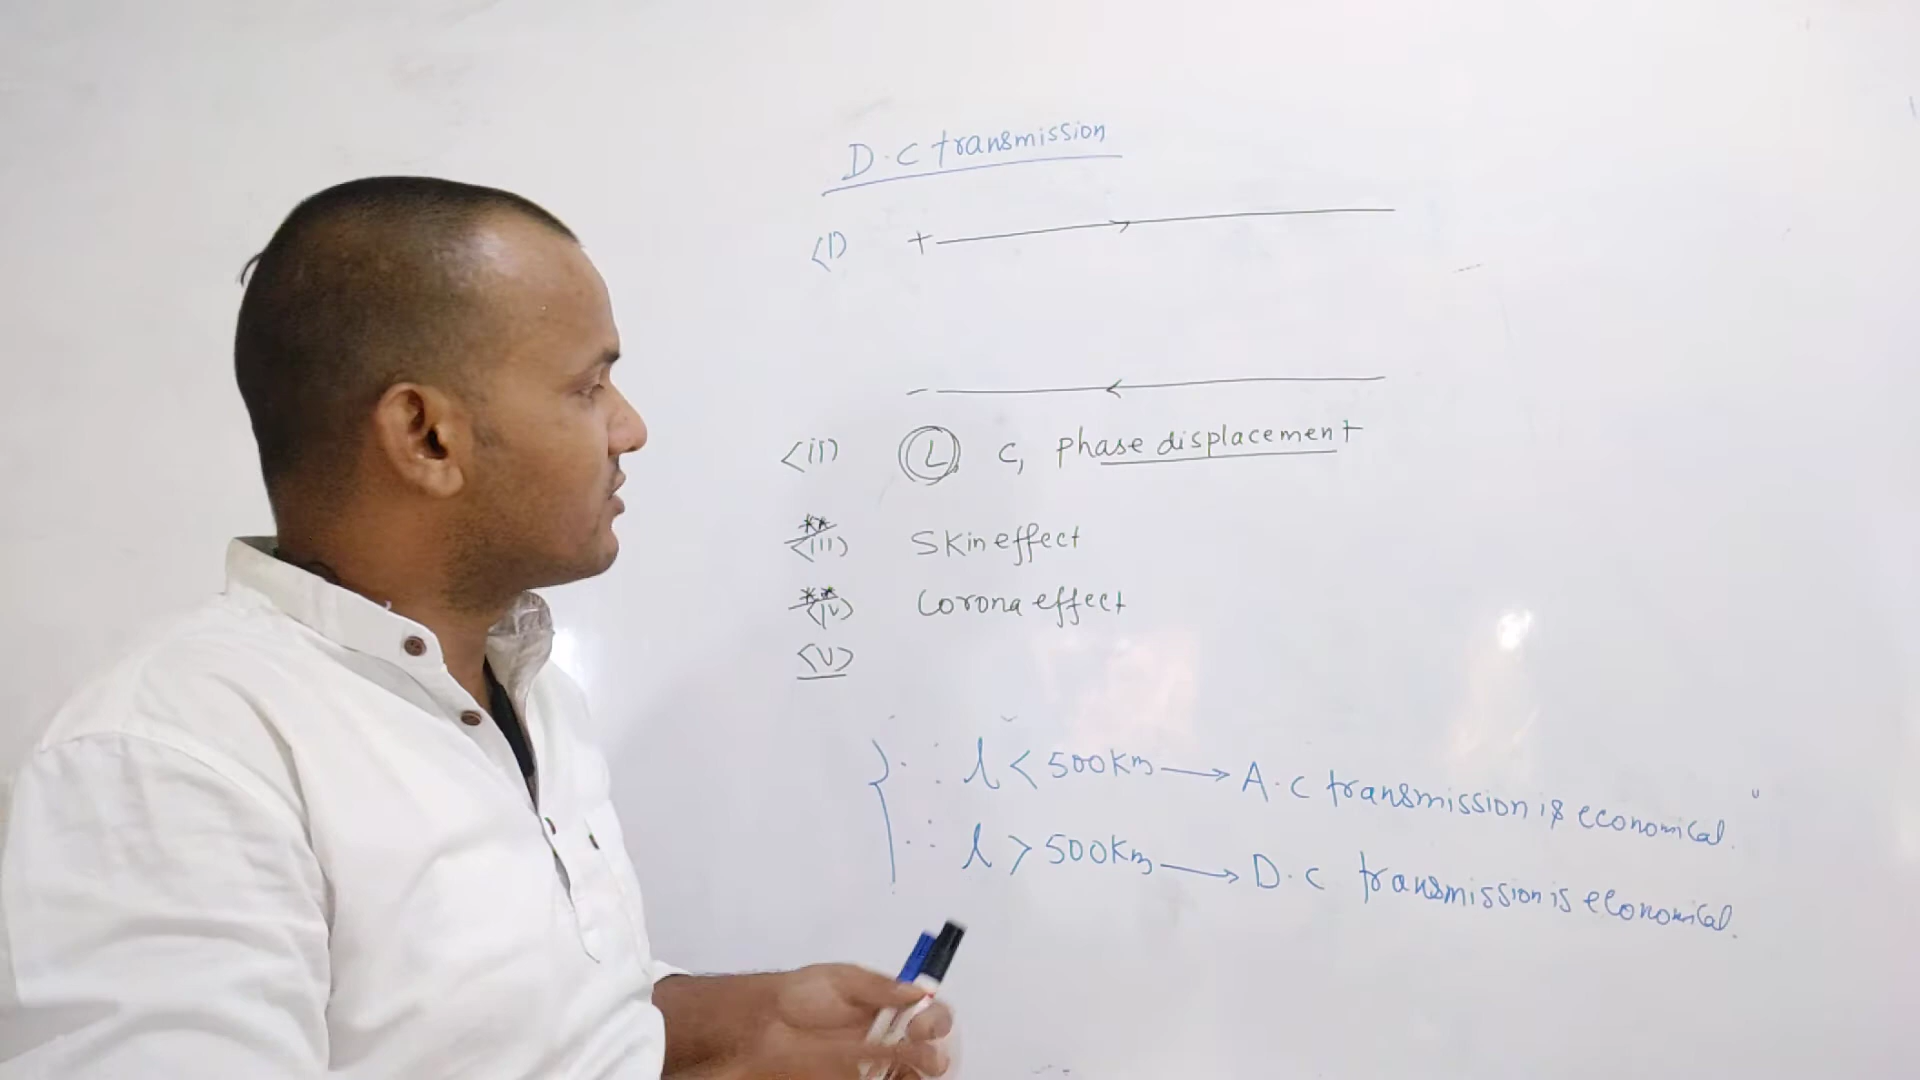 D.C transmission
<I) +
-
<ii) L C, phase displacement
** <iii) Skin effect
** <iv) Corona effect
<v)
∴ l < 500Km → A.C transmission is economical.
∴ l > 500Km → D.C transmission is economical.